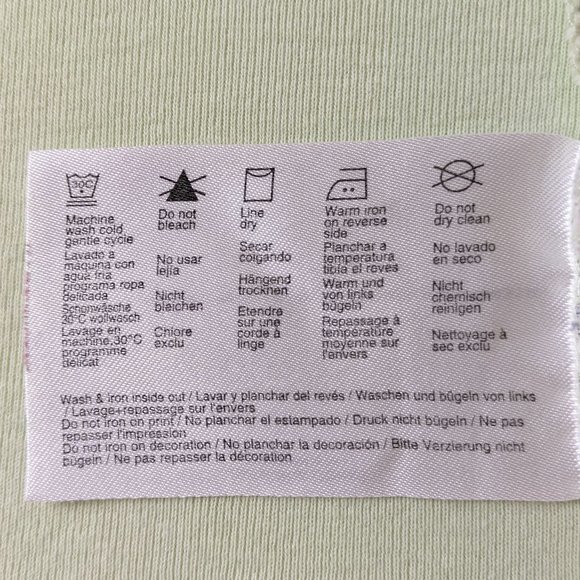 30C
Machine
wash cold
gentle cycle
Lavado a
máquina con
agua fria
programa ropa
delicada
Schonwäsche
30°C wollwasch
Lavage en
machine,30°C
programme
délicat
Do not
bleach
No usar
lejía
Nicht
bleichen
Chlore
exclu
Line
dry
Secar
colgando
Hängend
trocknen
Etendre
sur une
corde à
linge
Warm iron
on reverse
side
Planchar a
temperatura
tibia el reves
Warm und
von links
bügeln
Repassage à
température
moyenne sur
l'envers
Do not
dry clean
No lavado
en seco
Nicht
chemisch
reinigen
Nettoyage à
sec exclu
Wash & iron inside out / Lavar y planchar del revés / Waschen und bügeln von links
/ Lavage+repassage sur l'envers
Do not iron on print / No planchar el estampado / Druck nicht bügeln / Ne pas
repasser l'impression
Do not iron on decoration / No planchar la decoración / Bitte Verzierung nicht
bügeln / Ne pas repasser la décoration